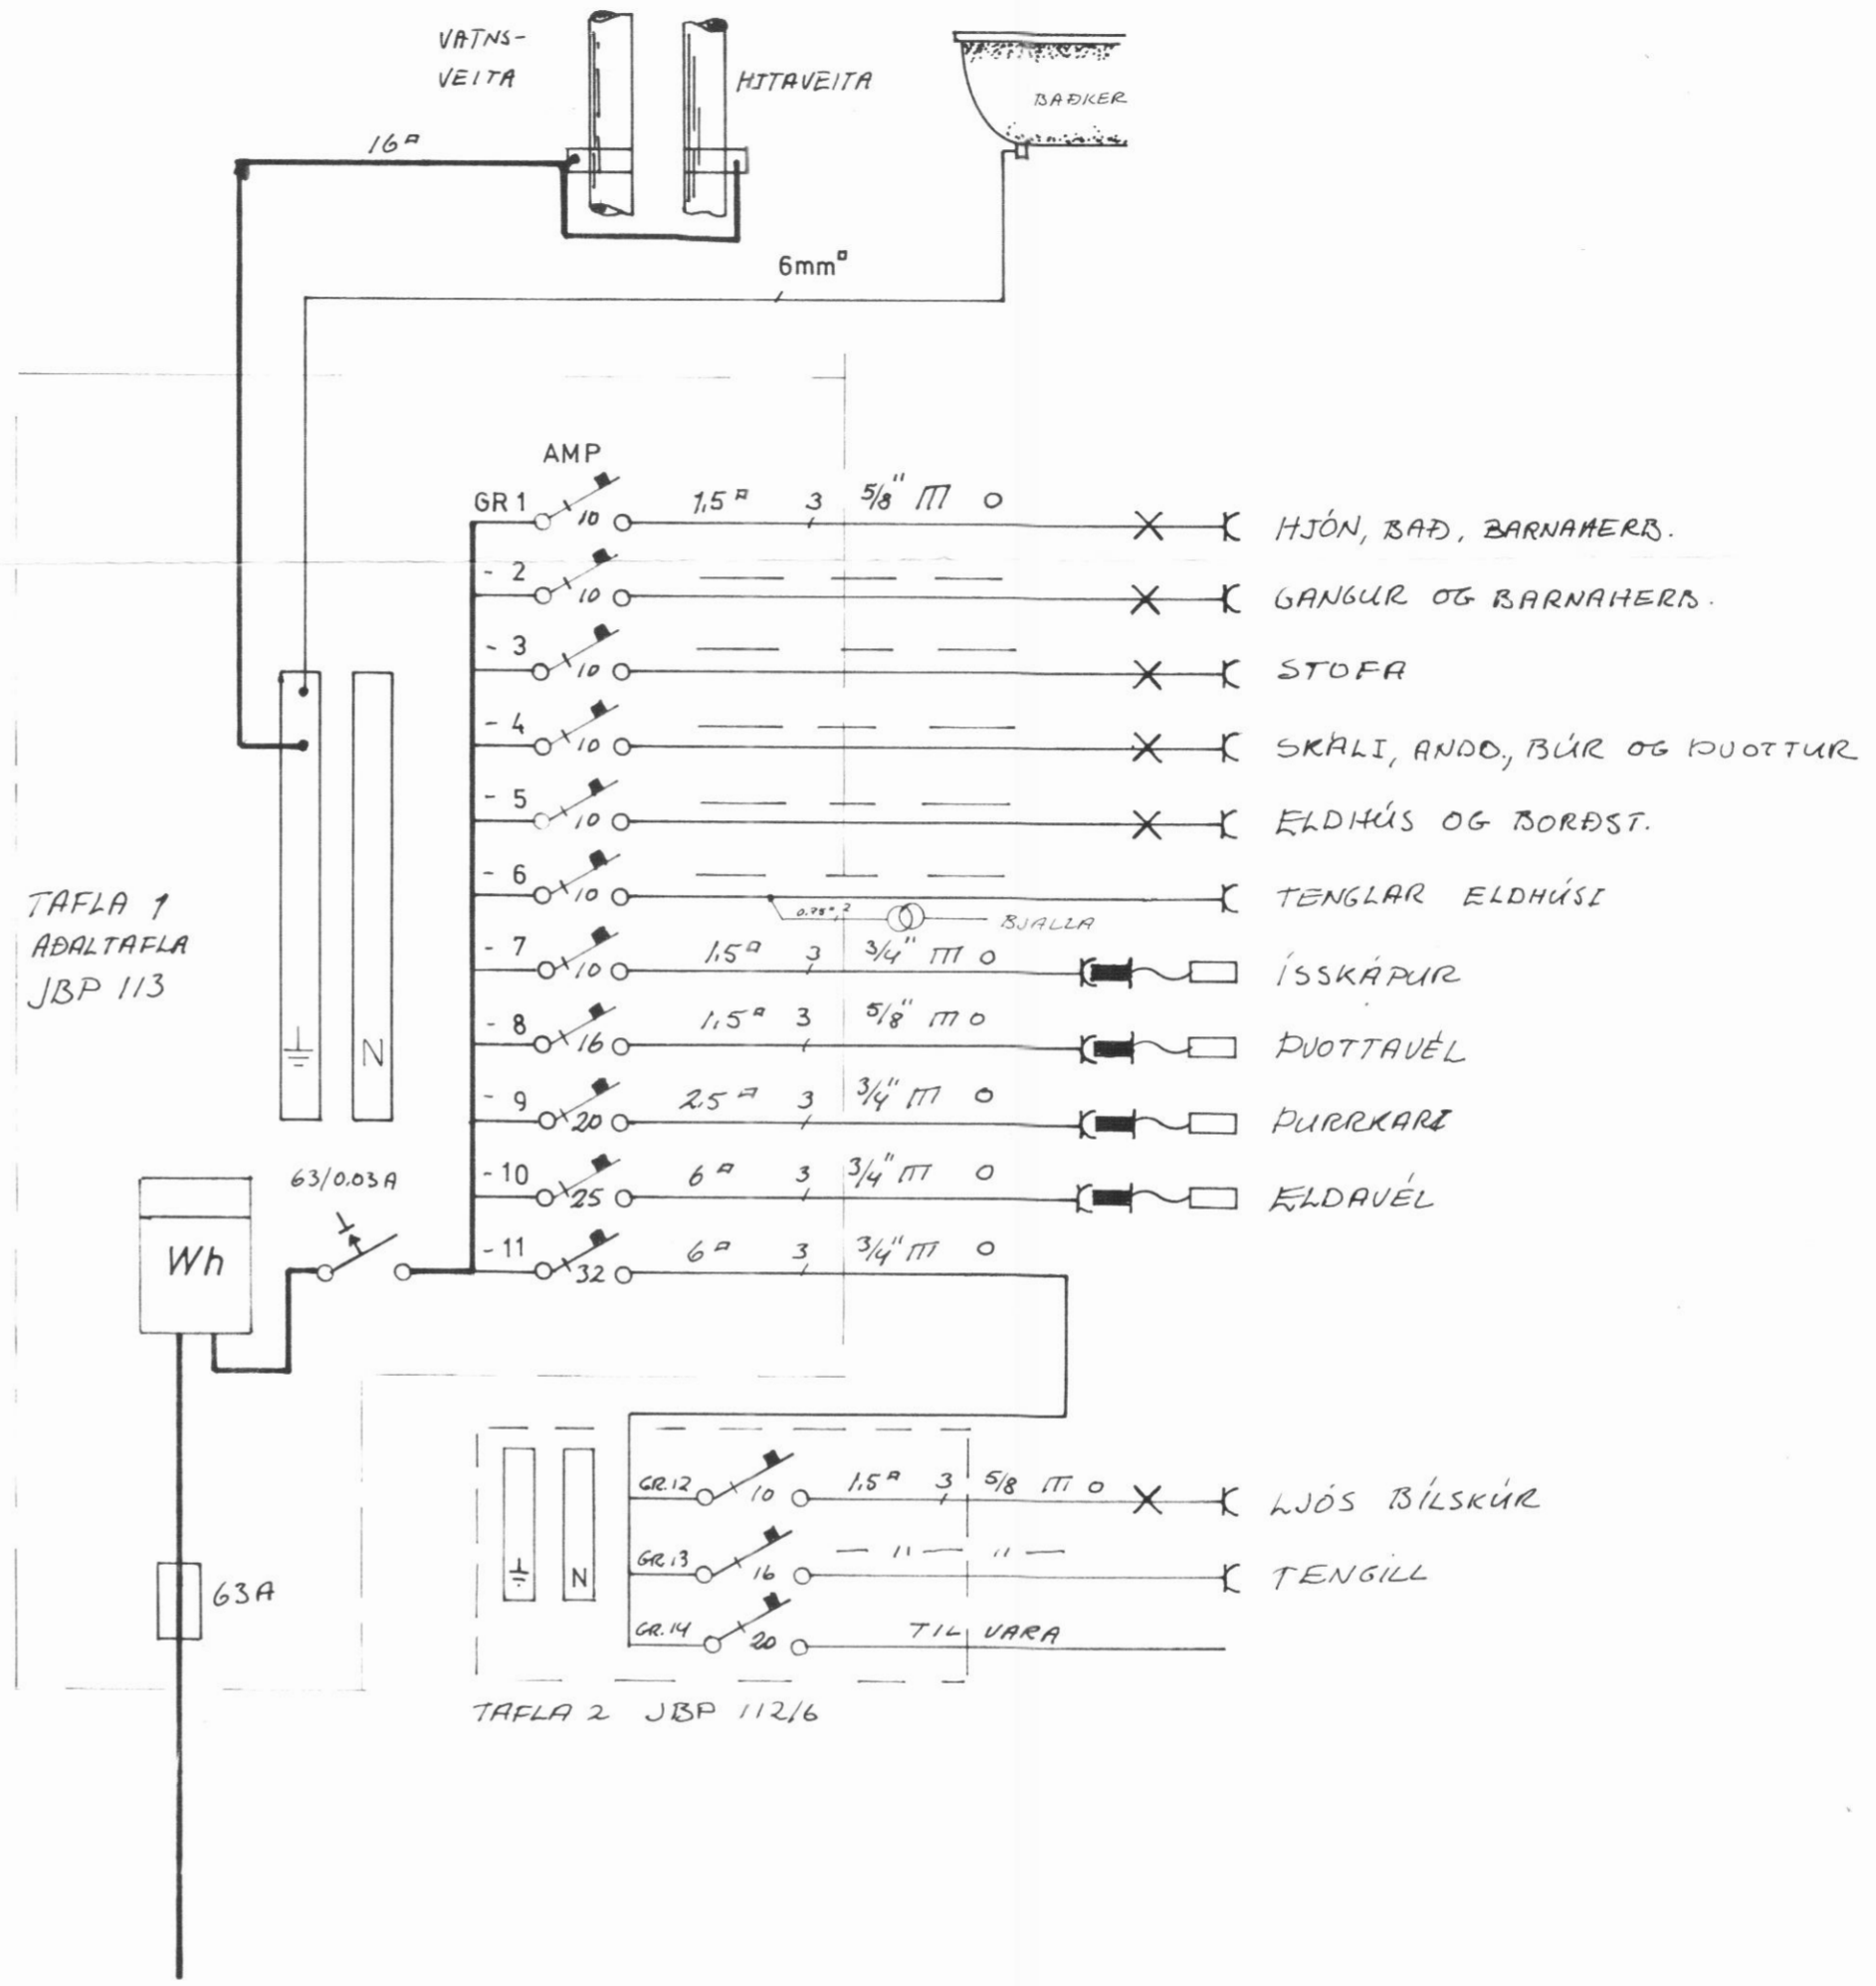 VATNS-
VEITA
HITAVEITA
BAÐKER
16 □
6mm□
AMP
GR 1 10 1,5 □ 3 5/8" m o HJÓN, BAÐ, BARNAHERB.
- 2 10 GANGUR OG BARNAHERB.
- 3 10 STOFA
- 4 10 SKÁLI, ANDD., BÚR OG ÞVOTTUR
- 5 10 ELDHÚS OG BORÐST.
- 6 10 TENGLAR ELDHÚSI
0.75□ 2 BJALLA
- 7 10 1,5 □ 3 3/4" m o ÍSSKÁPUR
- 8 16 1,5 □ 3 5/8" m o ÞVOTTAVÉL
- 9 20 2,5 □ 3 3/4" m o ÞURRKARI
- 10 25 6 □ 3 3/4" m o ELDAVÉL
- 11 32 6 □ 3 3/4" m o
TAFLA 1
AÐALTAFLA
JBP 113
N
63/0.03A
Wh
63A
GR.12 10 1,5 □ 3 5/8 m o LJÓS BÍLSKÚR
GR.13 16 — " — " — TENGILL
GR.14 20 TIL VARA
N
TAFLA 2 JBP 112/6